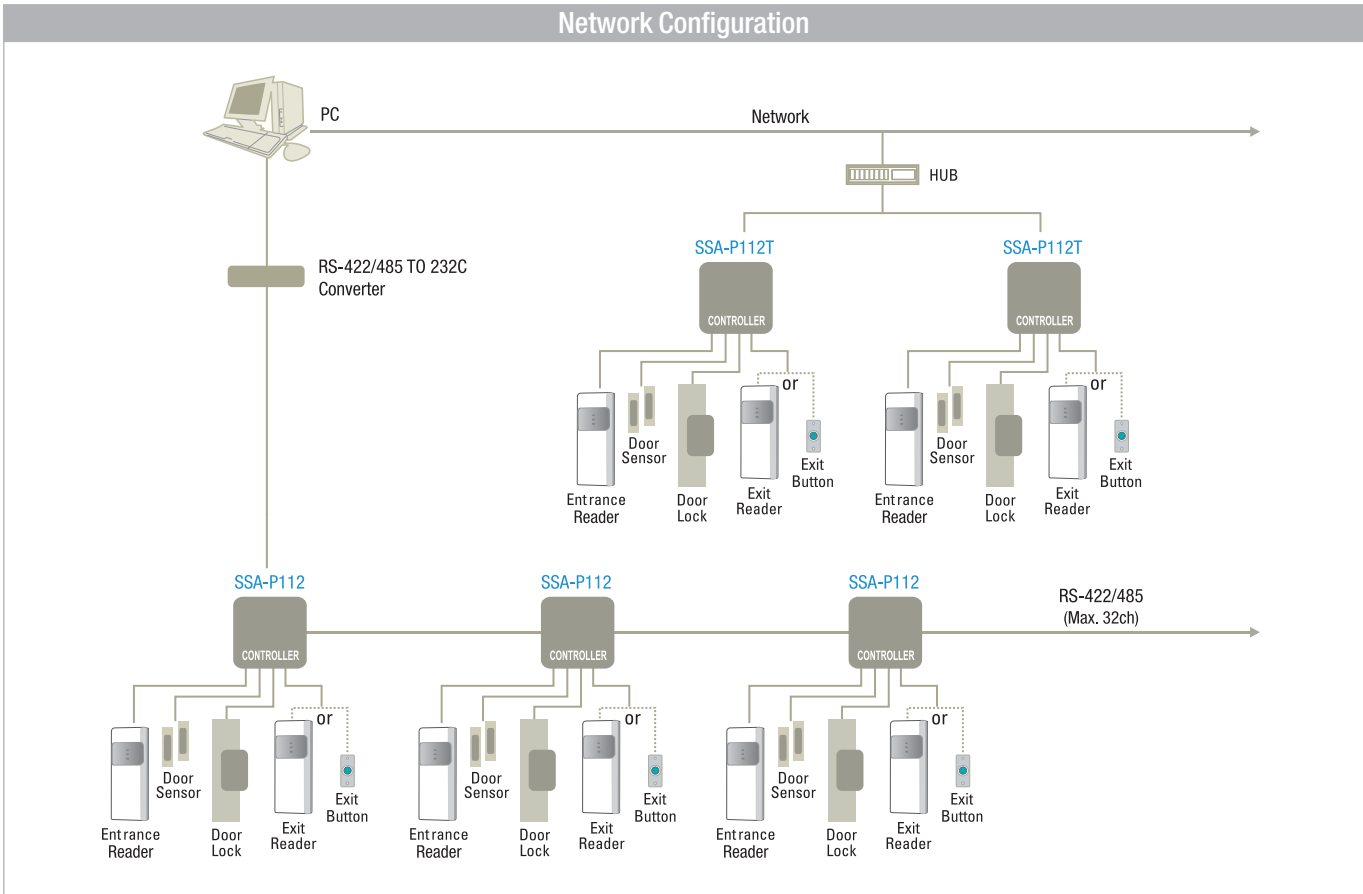 Network Configuration
PC
Network
HUB
SSA-P112T
SSA-P112T
RS-422/485 TO 232C
Converter
CONTROLLER
CONTROLLER
or
or
Door
Sensor
Exit
Button
Entrance
Reader
Door
Lock
Exit
Reader
Door
Sensor
Exit
Button
Entrance
Reader
Door
Lock
Exit
Reader
SSA-P112
SSA-P112
SSA-P112
RS-422/485
(Max. 32ch)
CONTROLLER
CONTROLLER
CONTROLLER
or
or
or
Door
Sensor
Exit
Button
Entrance
Reader
Door
Lock
Exit
Reader
Door
Sensor
Exit
Button
Entrance
Reader
Door
Lock
Exit
Reader
Door
Sensor
Exit
Button
Entrance
Reader
Door
Lock
Exit
Reader